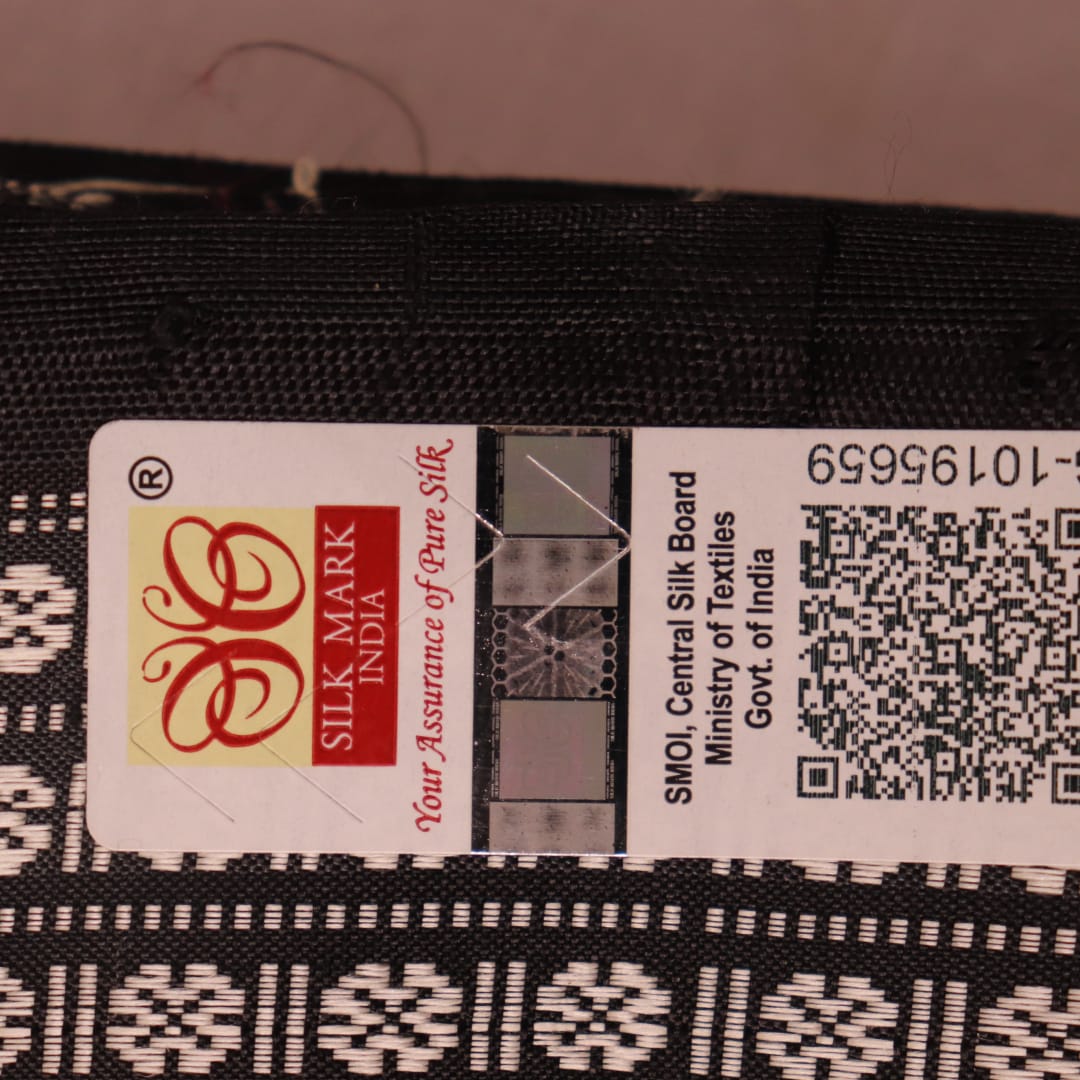 ®
SILK MARK
INDIA
Your Assurance of Pure Silk
SMOI, Central Silk Board
Ministry of Textiles
Govt. of India
-10195659